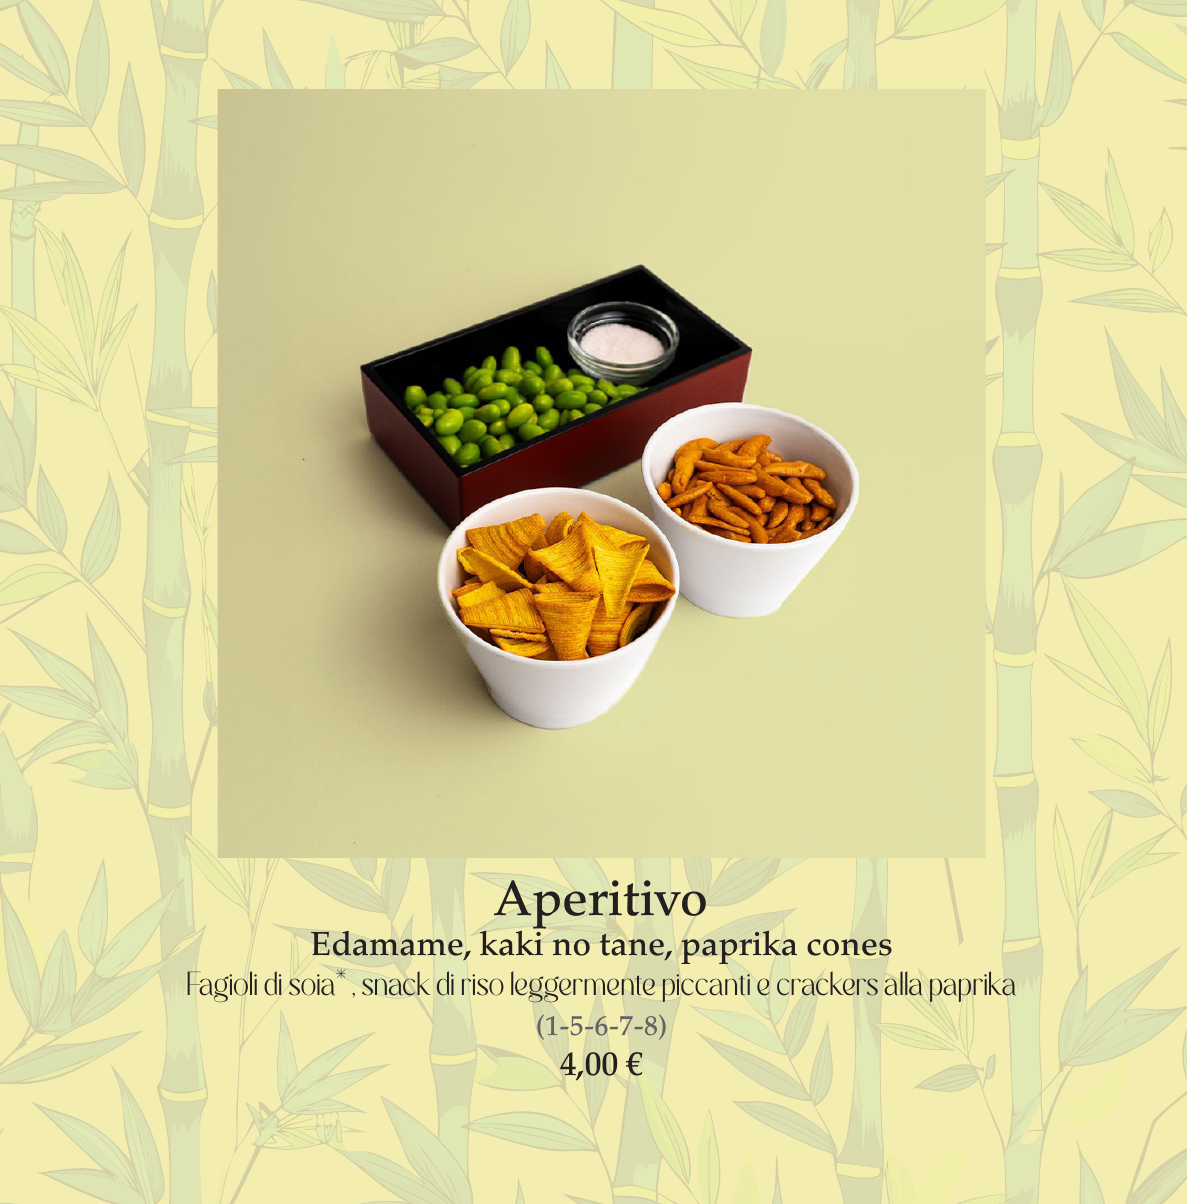 Aperitivo
Edamame, kaki no tane, paprika cones
Fagioli di soia* , snack di riso leggermente piccanti e crackers alla paprika
(1-5-6-7-8)
4,00 €